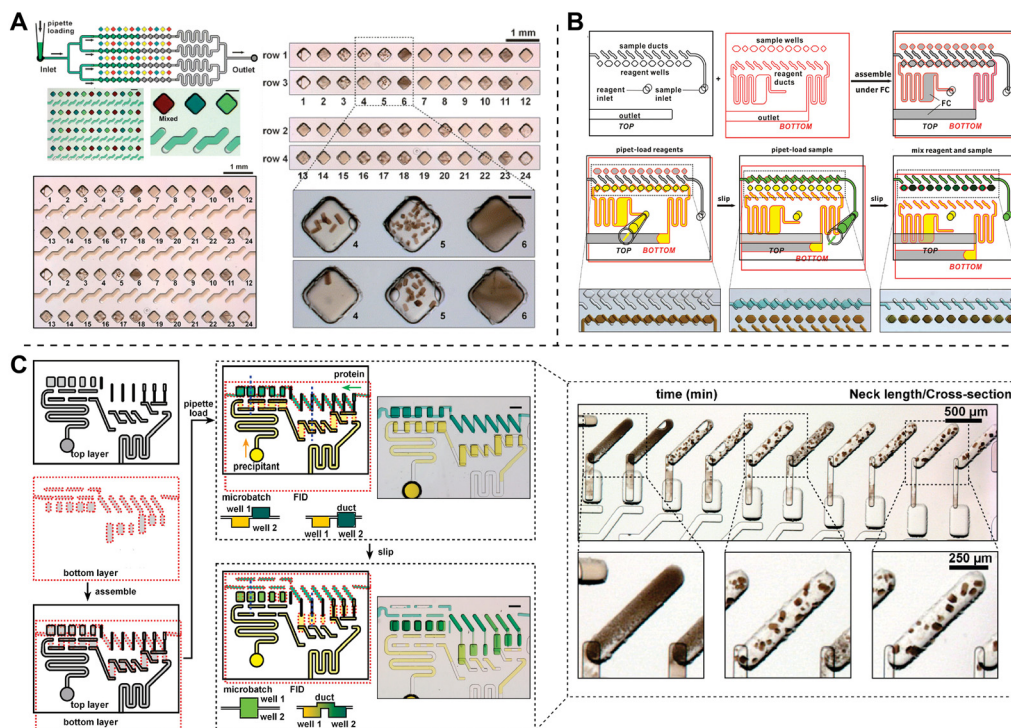 A
pipette
loading
Inlet
Outlet
Mixed
1 mm
1 2 3 4 5 6 7 8 9 10 11 12
13 14 15 16 17 18 19 20 21 22 23 24
1 2 3 4 5 6 7 8 9 10 11 12
13 14 15 16 17 18 19 20 21 22 23 24
1 mm
row 1
row 3
1 2 3 4 5 6 7 8 9 10 11 12
row 2
row 4
13 14 15 16 17 18 19 20 21 22 23 24
4 5 6
4 5 6
B
sample ducts
reagent wells
reagent inlet
sample inlet
outlet
TOP
+
sample wells
reagent ducts
outlet
BOTTOM
assemble
under FC
FC
TOP
BOTTOM
pipet-load reagents
TOP
BOTTOM
slip
pipet-load sample
TOP
BOTTOM
slip
mix reagent and sample
TOP
BOTTOM
C
top layer
bottom layer
assemble
top layer
bottom layer
pipette
load
protein
precipitant
microbatch
FID
well 1
well 2
duct
well 1
well 2
slip
microbatch
FID
well 1
well 2
duct
well 1
well 2
time (min)
Neck length/Cross-section
500 µm
250 µm